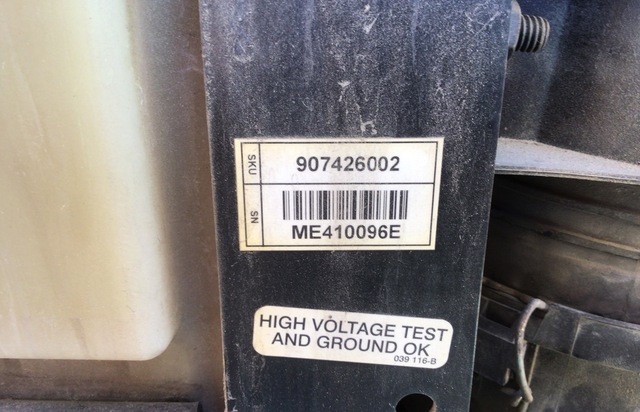 SKU 907426002
SN ME410096E
HIGH VOLTAGE TEST
AND GROUND OK
039 116-B